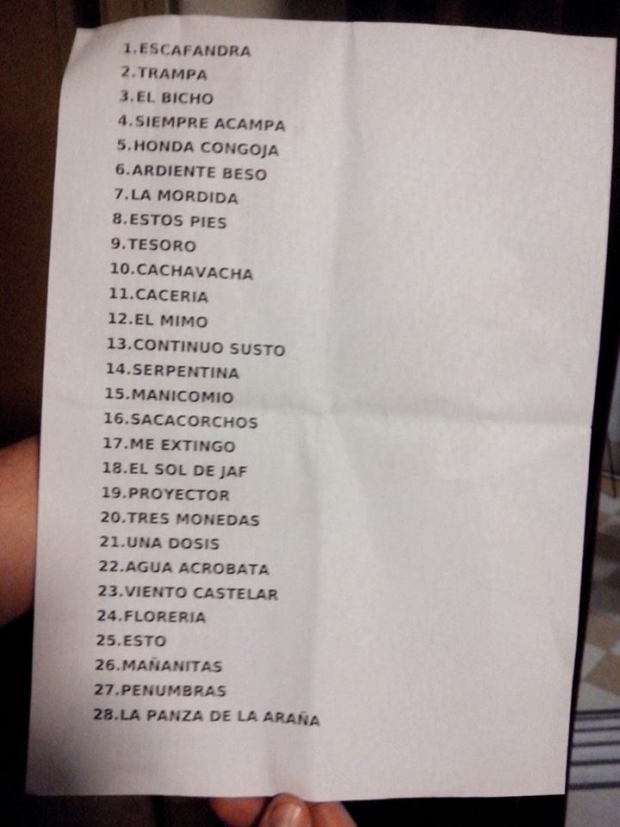 1.ESCAFANDRA
2.TRAMPA
3.EL BICHO
4.SIEMPRE ACAMPA
5.HONDA CONGOJA
6.ARDIENTE BESO
7.LA MORDIDA
8.ESTOS PIES
9.TESORO
10.CACHAVACHA
11.CACERIA
12.EL MIMO
13.CONTINUO SUSTO
14.SERPENTINA
15.MANICOMIO
16.SACACORCHOS
17.ME EXTINGO
18.EL SOL DE JAF
19.PROYECTOR
20.TRES MONEDAS
21.UNA DOSIS
22.AGUA ACROBATA
23.VIENTO CASTELAR
24.FLORERIA
25.ESTO
26.MAÑANITAS
27.PENUMBRAS
28.LA PANZA DE LA ARAÑA